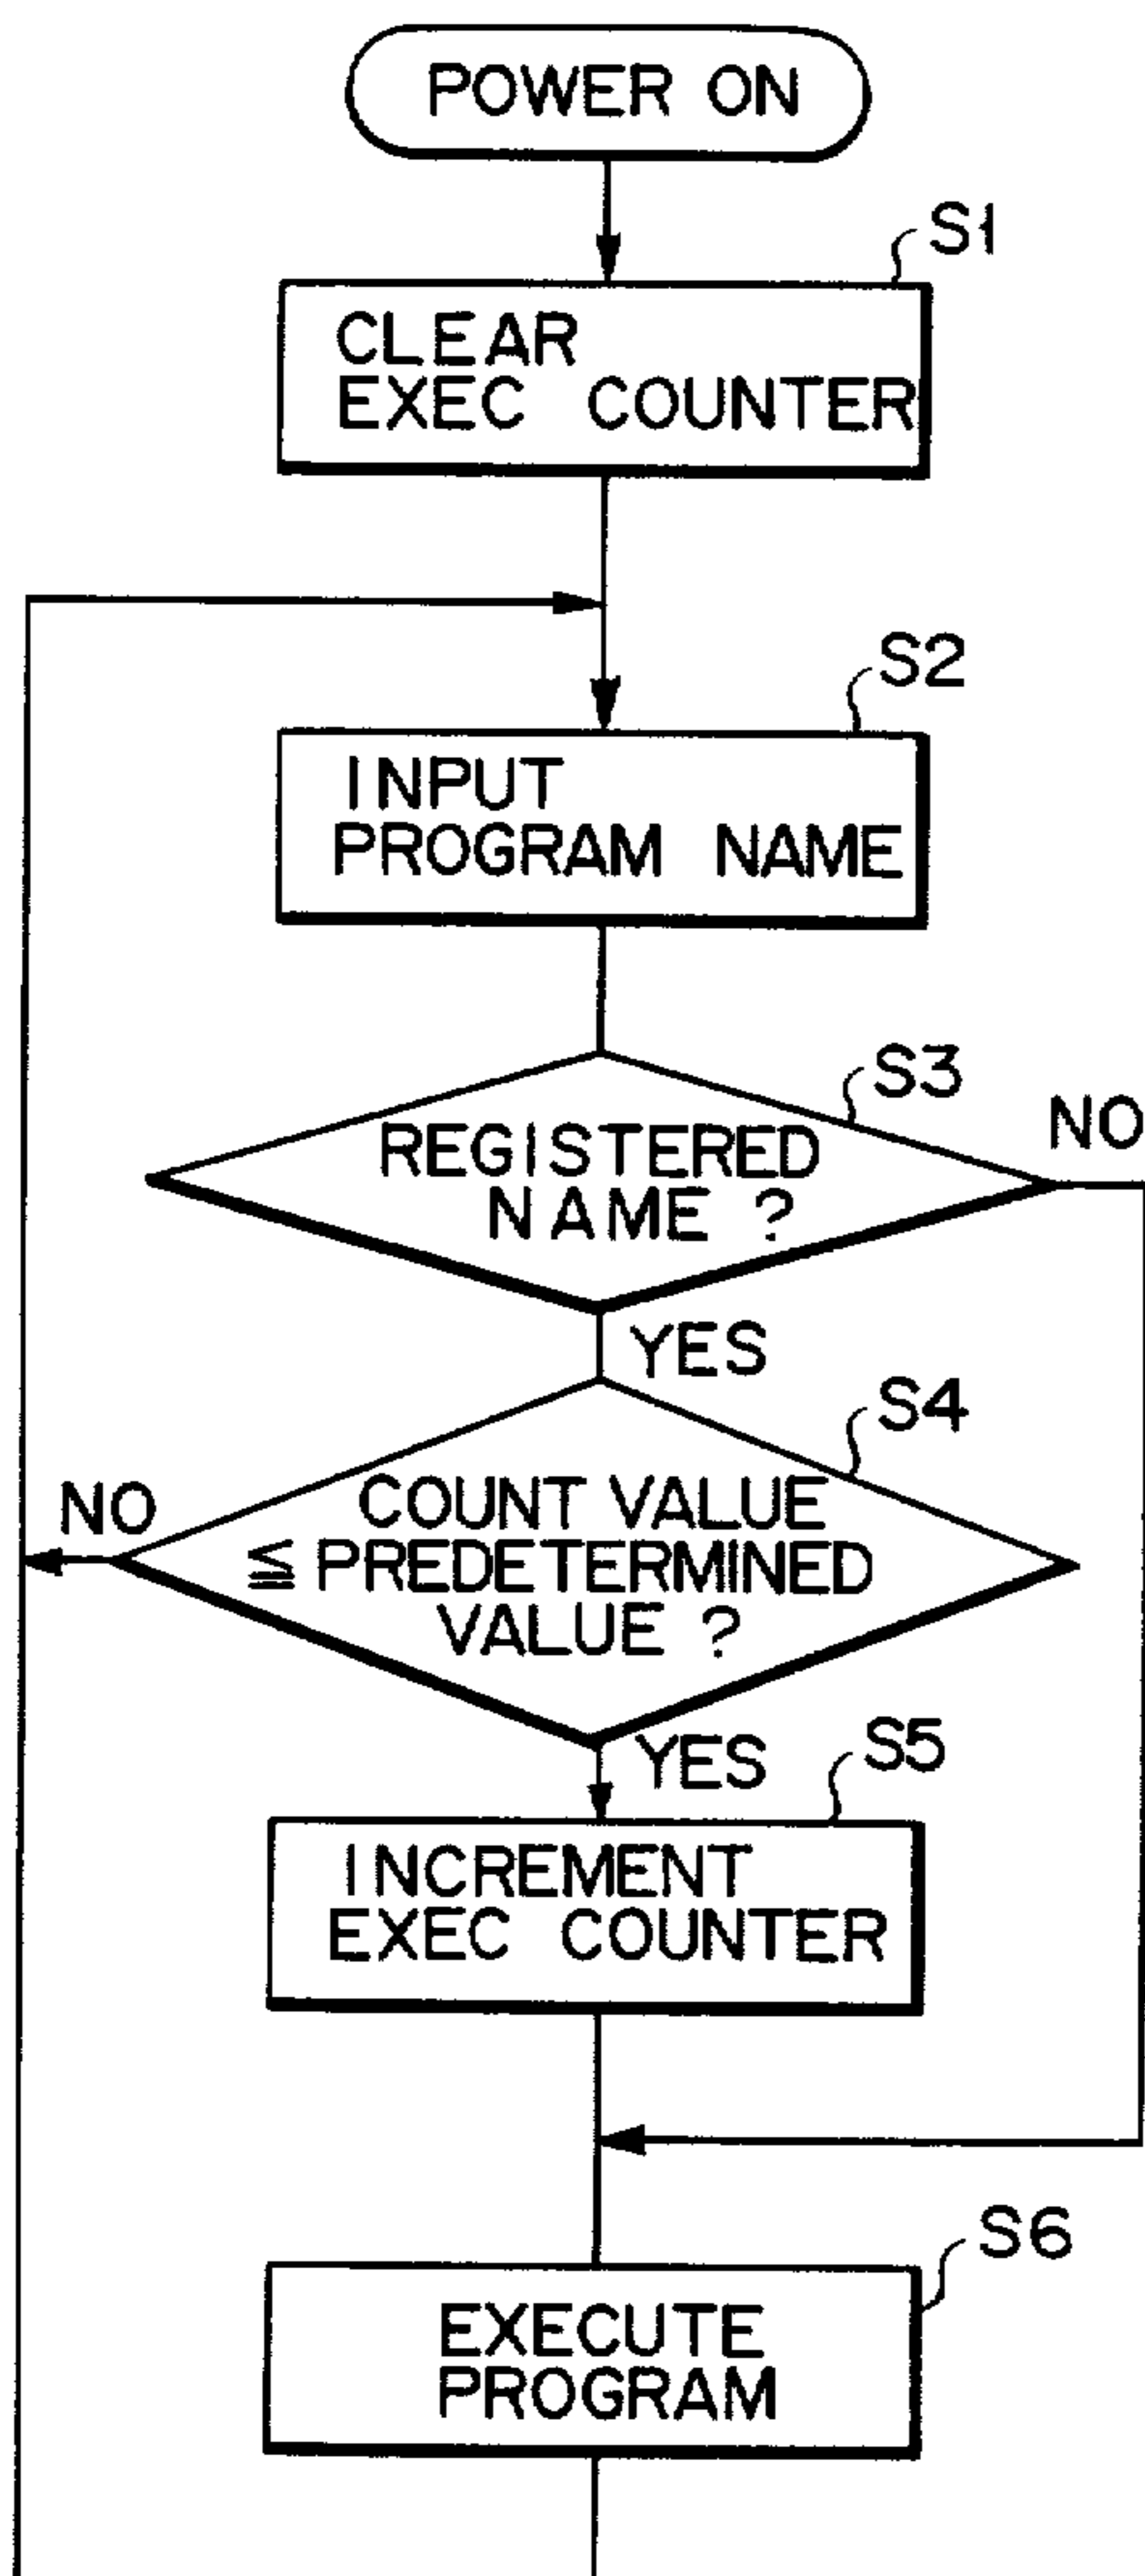 POWER ON
S1
CLEAR
EXEC COUNTER
S2
INPUT
PROGRAM NAME
S3
NO
REGISTERED
NAME ?
YES
S4
NO
COUNT VALUE
≦ PREDETERMINED
VALUE ?
YES
S5
INCREMENT
EXEC COUNTER
S6
EXECUTE
PROGRAM